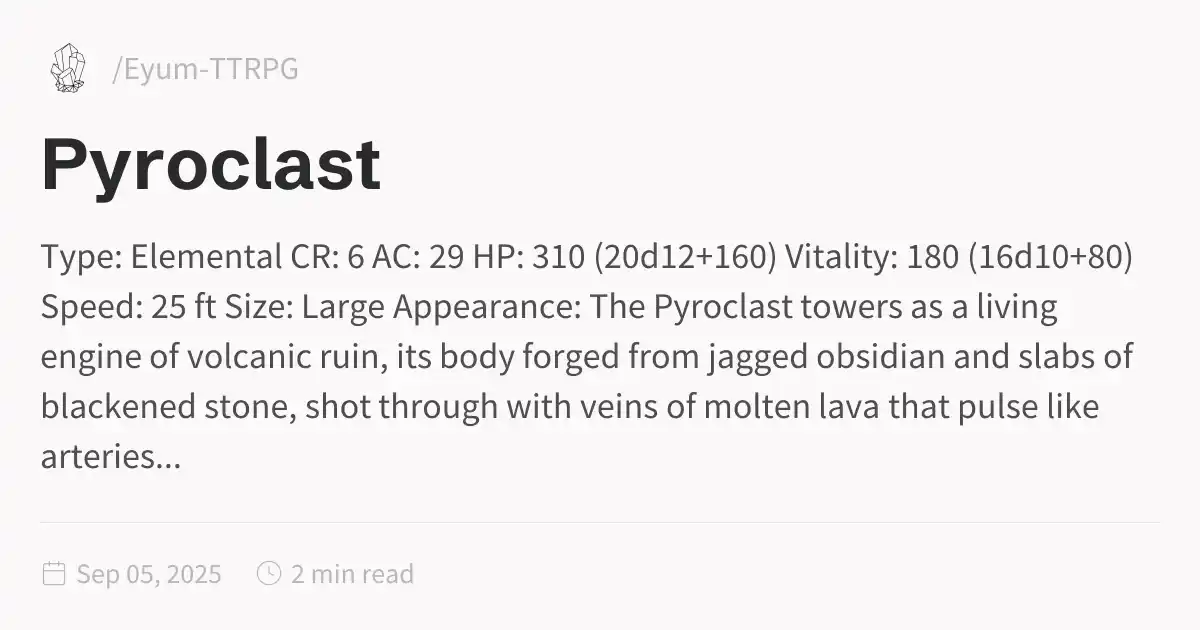 /Eyum-TTRPG
Pyroclast
Type: Elemental CR: 6 AC: 29 HP: 310 (20d12+160) Vitality: 180 (16d10+80)
Speed: 25 ft Size: Large Appearance: The Pyroclast towers as a living
engine of volcanic ruin, its body forged from jagged obsidian and slabs of
blackened stone, shot through with veins of molten lava that pulse like
arteries...
Sep 05, 2025 2 min read